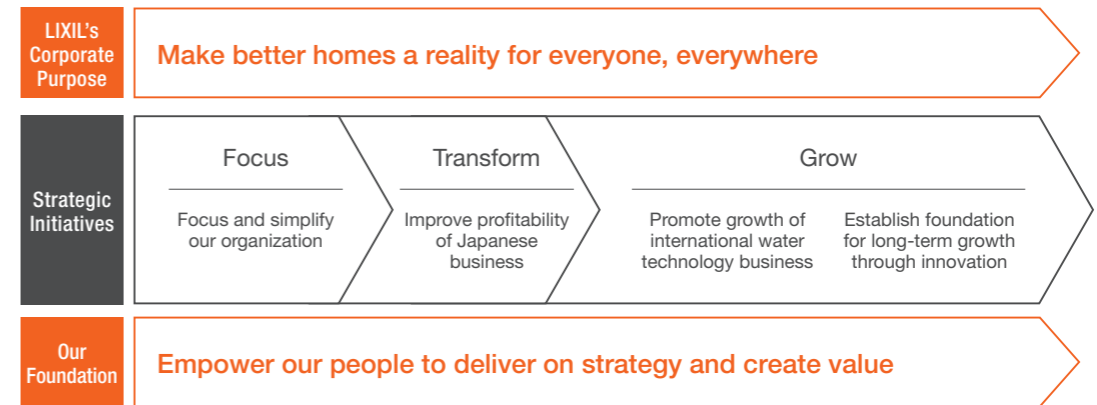 LIXIL’s
Corporate
Purpose
Make better homes a reality for everyone, everywhere
Strategic
Initiatives
Focus
Focus and simplify
our organization
Transform
Improve profitability
of Japanese
business
Grow
Promote growth of
international water
technology business
Establish foundation
for long-term growth
through innovation
Our
Foundation
Empower our people to deliver on strategy and create value